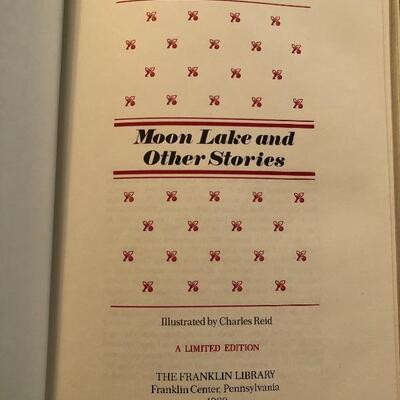 Moon Lake and
Other Stories
Illustrated by Charles Reid
A LIMITED EDITION
THE FRANKLIN LIBRARY
Franklin Center, Pennsylvania